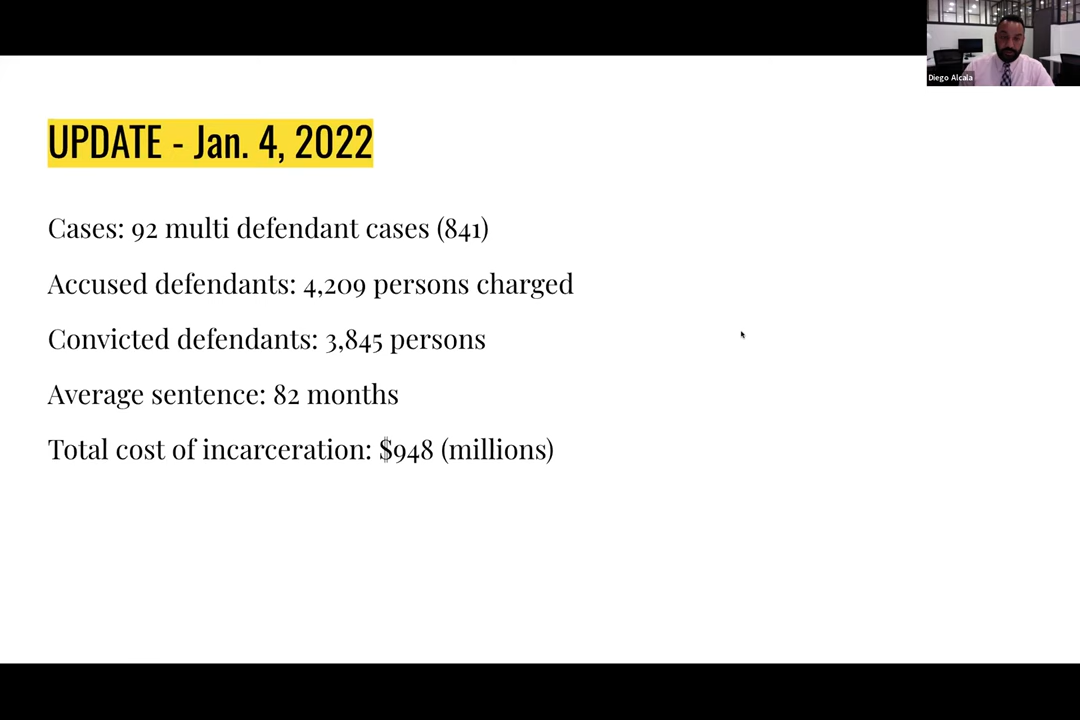 Diego Alcala
UPDATE - Jan. 4, 2022
Cases: 92 multi defendant cases (841)
Accused defendants: 4,209 persons charged
Convicted defendants: 3,845 persons
Average sentence: 82 months
Total cost of incarceration: $948 (millions)